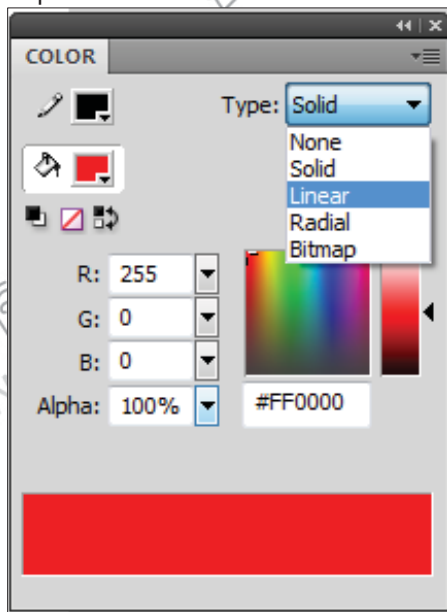 COLOR
Type: Solid
None
Solid
Linear
Radial
Bitmap
R: 255
G: 0
B: 0
Alpha: 100% #FF0000